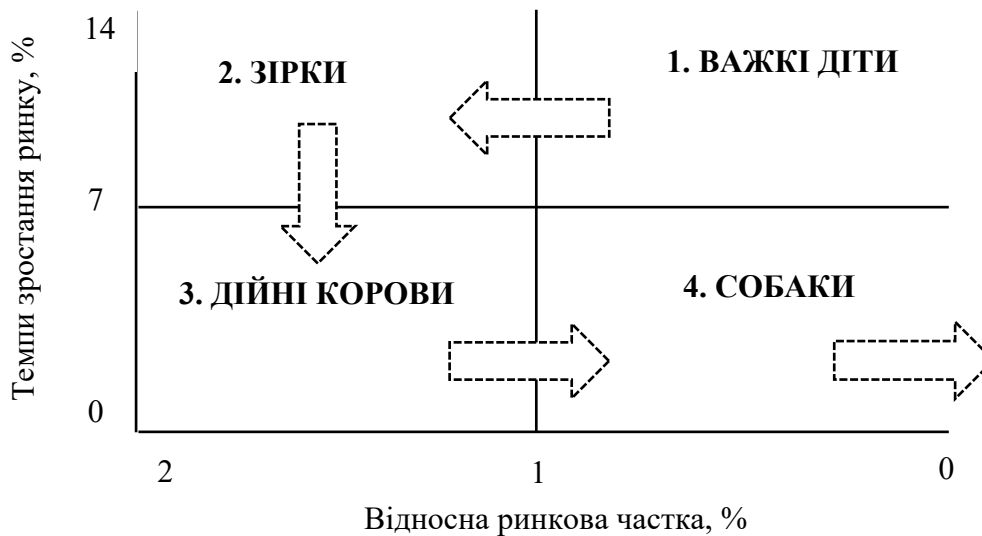 Темпи зростання ринку, %
14
7
0
2. ЗІРКИ
1. ВАЖКІ ДІТИ
3. ДІЙНІ КОРОВИ
4. СОБАКИ
2
1
0
Відносна ринкова частка, %